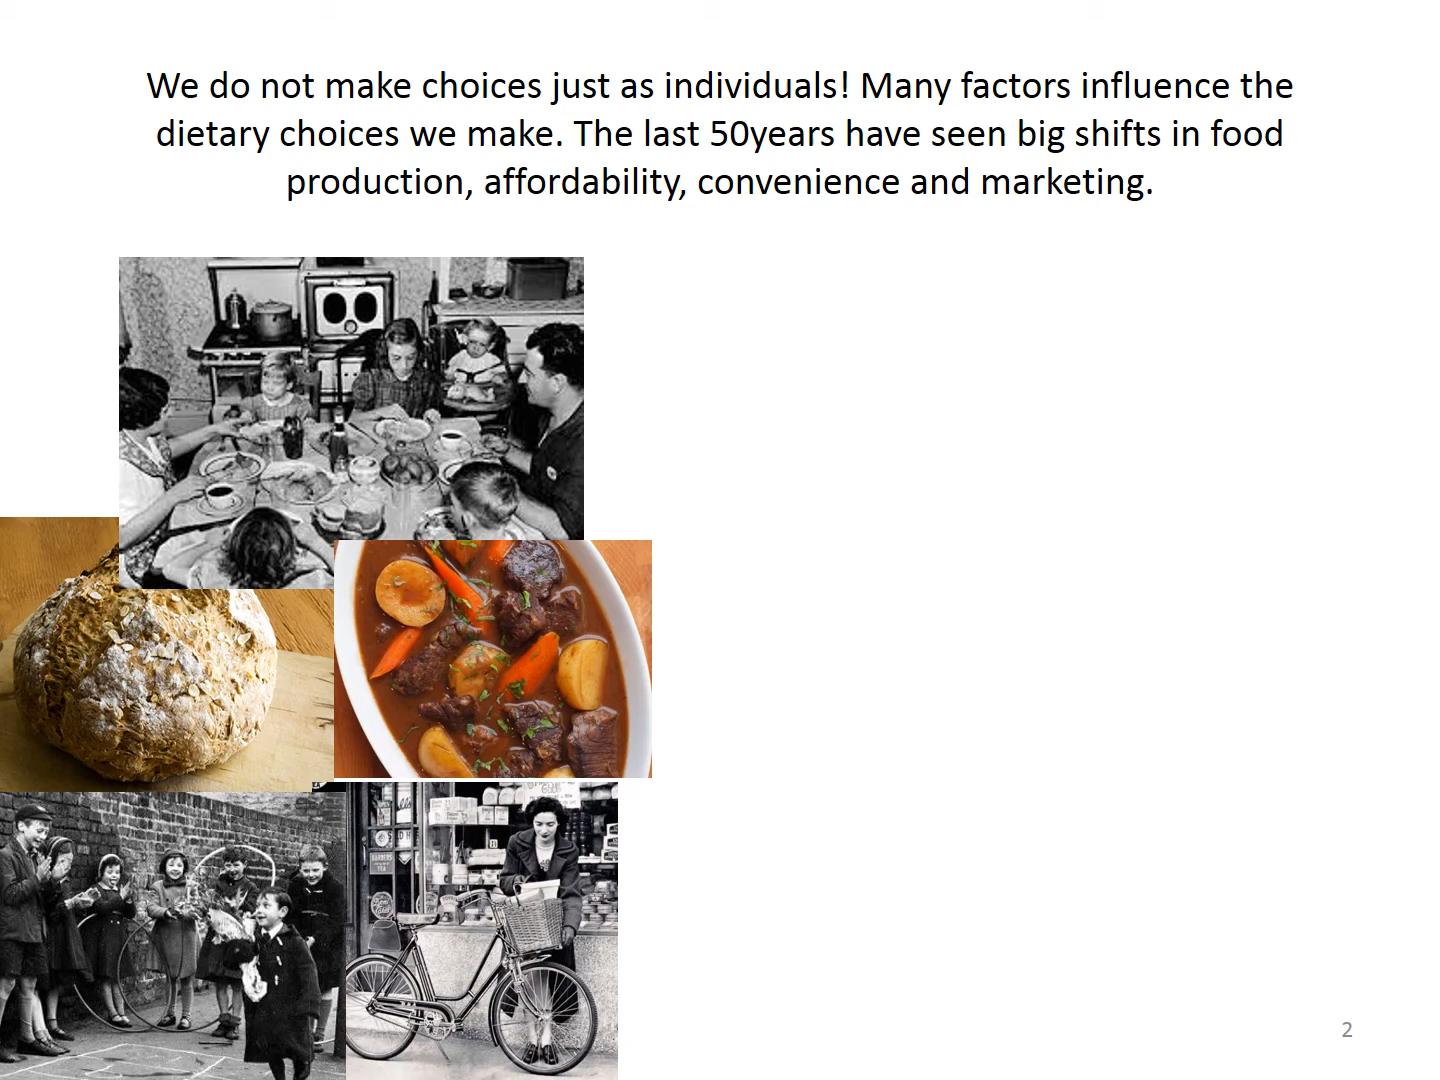 We do not make choices just as individuals! Many factors influence the
dietary choices we make. The last 50years have seen big shifts in food
production, affordability, convenience and marketing.
2